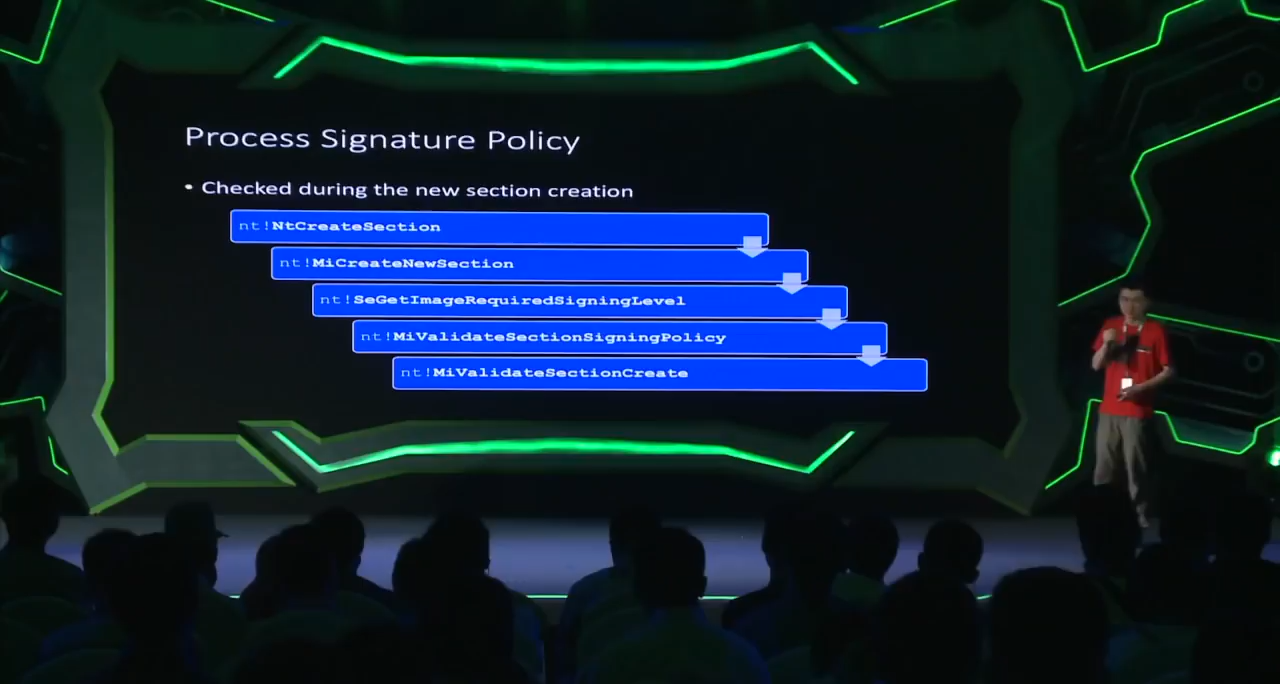 Process Signature Policy
• Checked during the new section creation
nt!NtCreateSection
nt!MiCreateNewSection
nt!SeGetImageRequiredSigningLevel
nt!MiValidateSectionSigningPolicy
nt!MiValidateSectionCreate